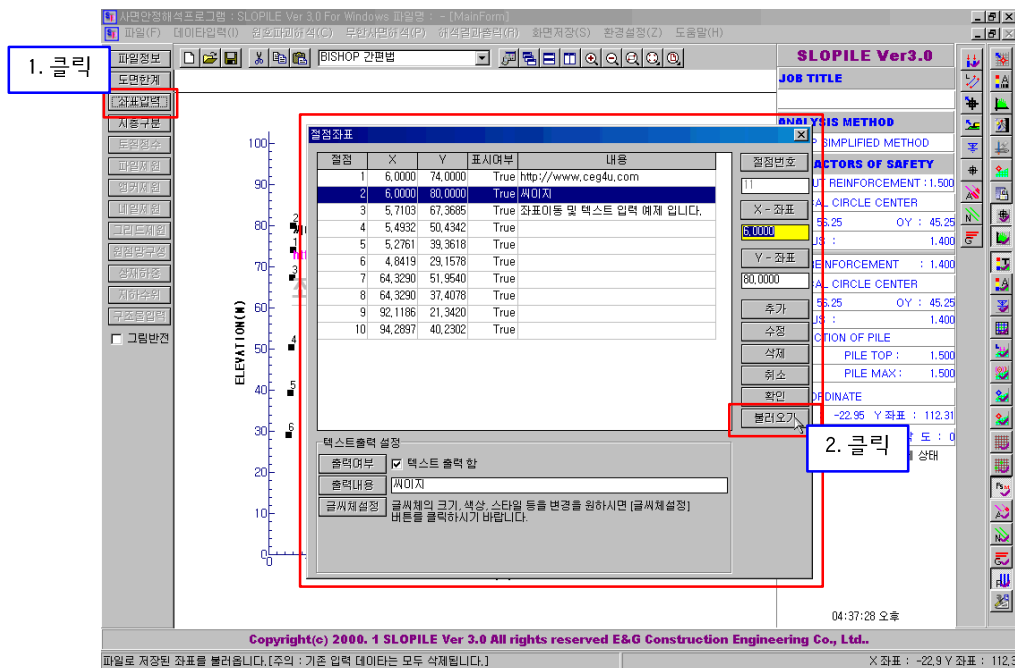 사면안정해석프로그램 : SLOPILE Ver 3,0 For Windows 파일명 : - [MainForm]
파일(F) 데이타입력(I) 원호파괴해석(C) 무한사면해석(P) 해석결과출력(R) 화면저장(S) 환경설정(Z) 도움말(H)
1. 클릭
파일정보
BISHOP 간편법
도면한계
좌표입력
지층구분
토질정수
파일제원
앵커제원
네일제원
그리드제원
원점망구성
상재하중
지하수위
구조물입력
그림반전
SLOPILE Ver3.0
JOB TITLE
ANALYSIS METHOD
SIMPLIFIED METHOD
ACTORS OF SAFETY
UT REINFORCEMENT : 1.500
AL CIRCLE CENTER
56.25 OY : 45.25
US : 1.400
EINFORCEMENT : 1.400
AL CIRCLE CENTER
56.25 OY : 45.25
US : 1.400
CTION OF PILE
PILE TOP : 1.500
PILE MAX : 1.500
ORDINATE
-22.95 Y 좌표 : 112.31
도 : 0
상태
ELEVATION(M)
100
90
80
70
60
50
40
30
20
10
0
0
2
1
3
4
5
6
절점좌표
절점 X Y 표시여부 내용
1 6,0000 74,0000 True http://www.ceg4u.com
2 6,0000 80,0000 True 씨이지
3 5,7103 67,3685 True 좌표이동 및 텍스트 입력 예제 입니다.
4 5,4932 50,4342 True
5 5,2761 39,3618 True
6 4,8419 29,1578 True
7 64,3290 51,9540 True
8 64,3290 37,4078 True
9 92,1186 21,3420 True
10 94,2897 40,2302 True
절점번호
11
X - 좌표
6,0000
Y - 좌표
80,0000
추가
수정
삭제
취소
확인
불러오기
2. 클릭
텍스트출력 설정
출력여부 텍스트 출력 함
출력내용 씨이지
글씨체설정 글씨체의 크기, 색상, 스타일 등을 변경을 원하시면 [글씨체설정]
버튼를 클릭하시기 바랍니다.
04:37:28 오후
Copyright(c) 2000. 1 SLOPILE Ver 3.0 All rights reserved E&G Construction Engineering Co., Ltd..
파일로 저장된 좌표를 불러옵니다.[주의 : 기존 입력 데이타는 모두 삭제됩니다.]
X 좌표 : -22,9 Y 좌표 : 112,3